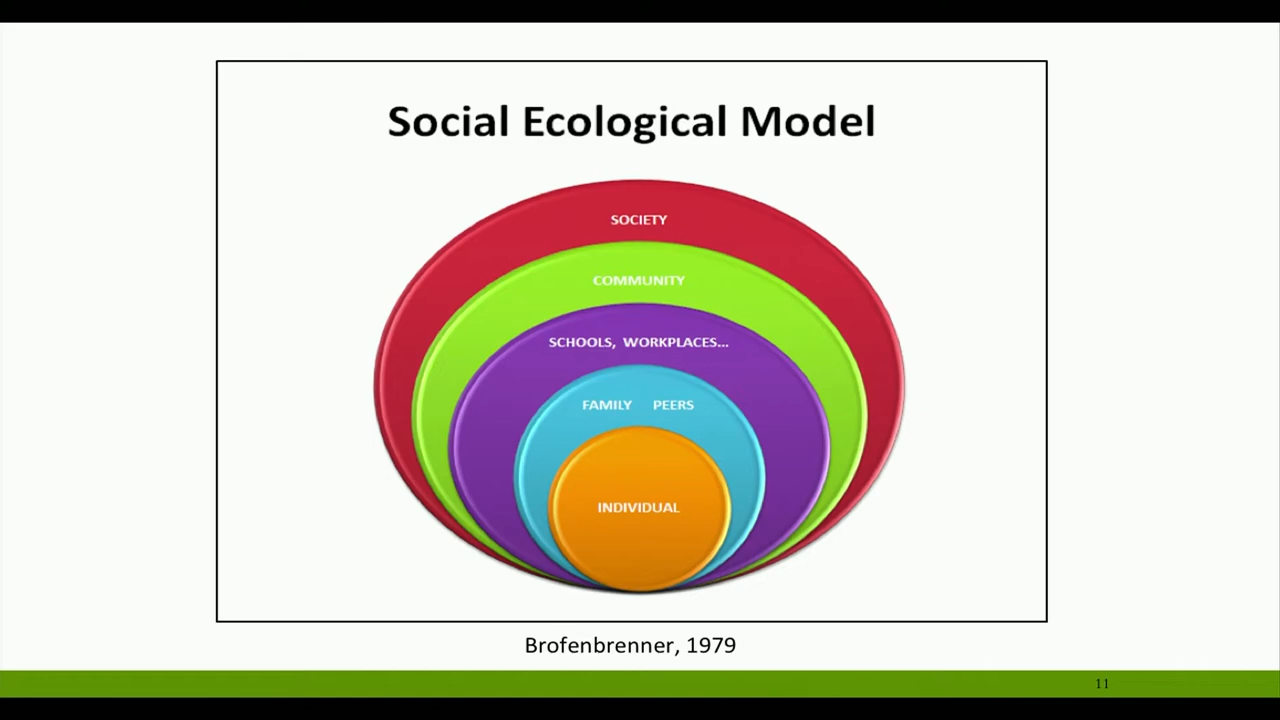 Social Ecological Model
SOCIETY
COMMUNITY
SCHOOLS, WORKPLACES...
FAMILY PEERS
INDIVIDUAL
Brofenbrenner, 1979
11